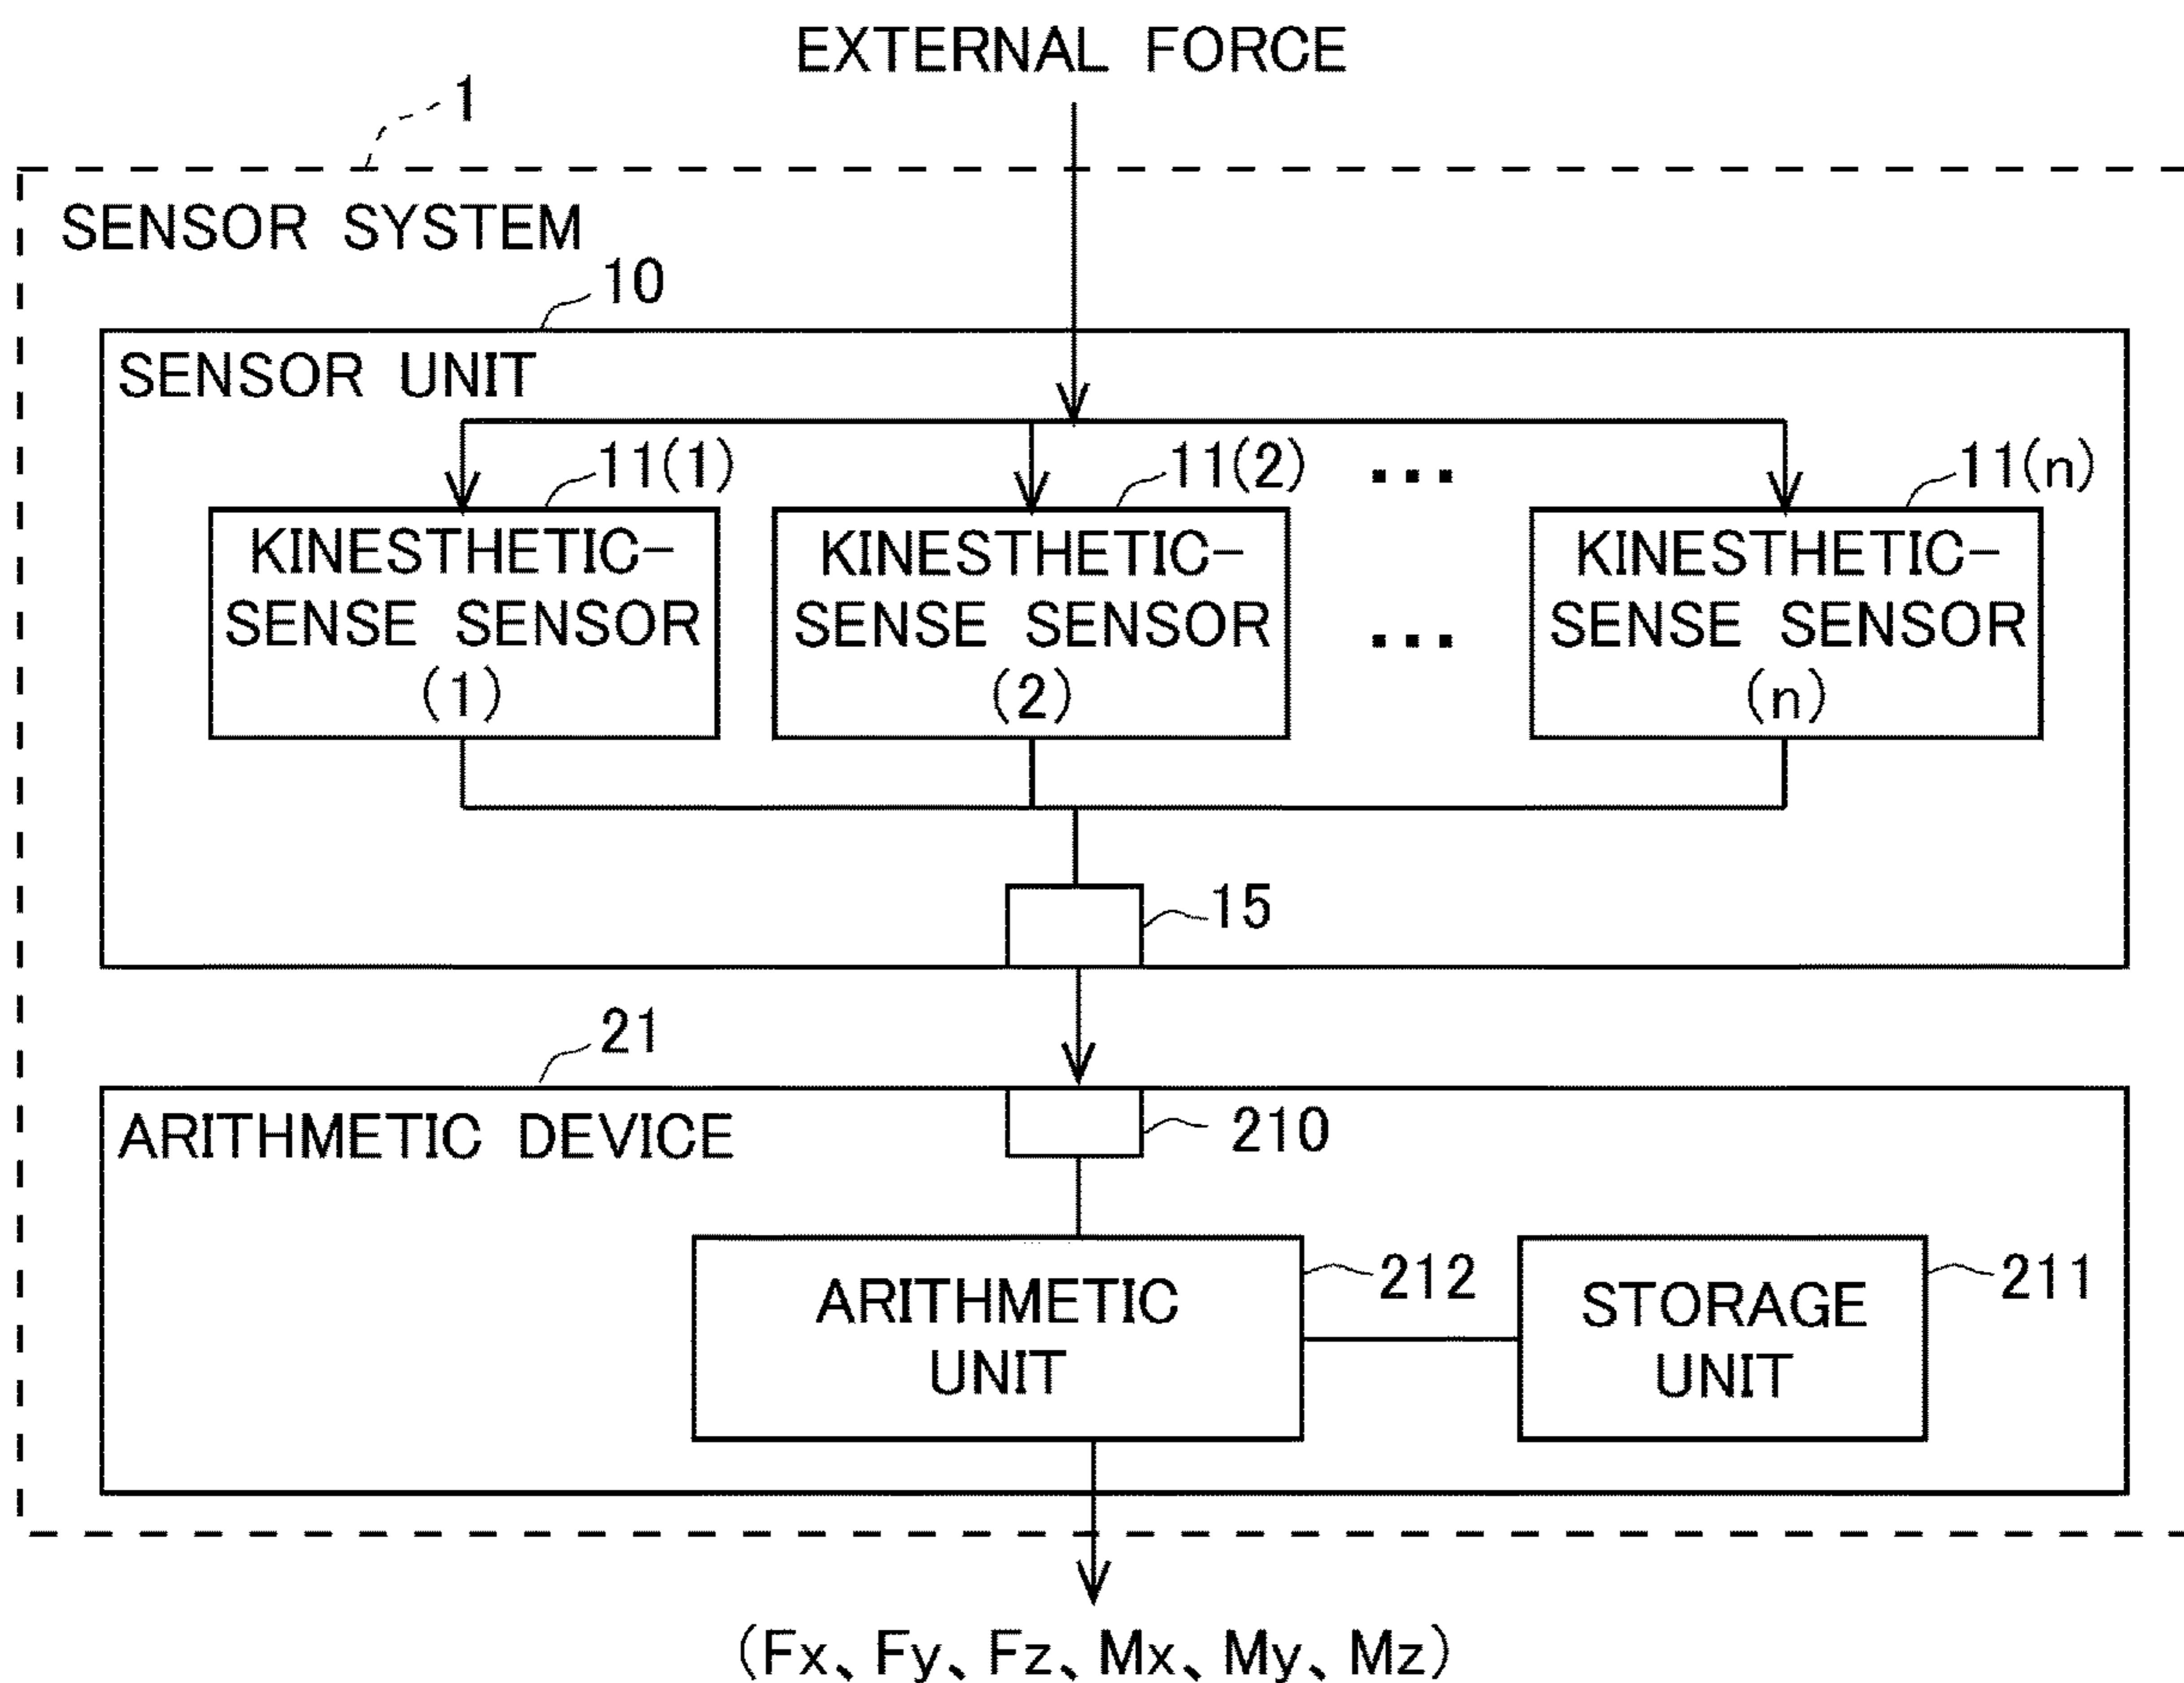 EXTERNAL FORCE
1
SENSOR SYSTEM
10
SENSOR UNIT
11(1)
11(2)
...
11(n)
KINESTHETIC-
SENSE SENSOR
(1)
KINESTHETIC-
SENSE SENSOR
(2)
...
KINESTHETIC-
SENSE SENSOR
(n)
15
21
ARITHMETIC DEVICE
210
ARITHMETIC
UNIT
212
STORAGE
UNIT
211
(Fx、Fy、Fz、Mx、My、Mz)